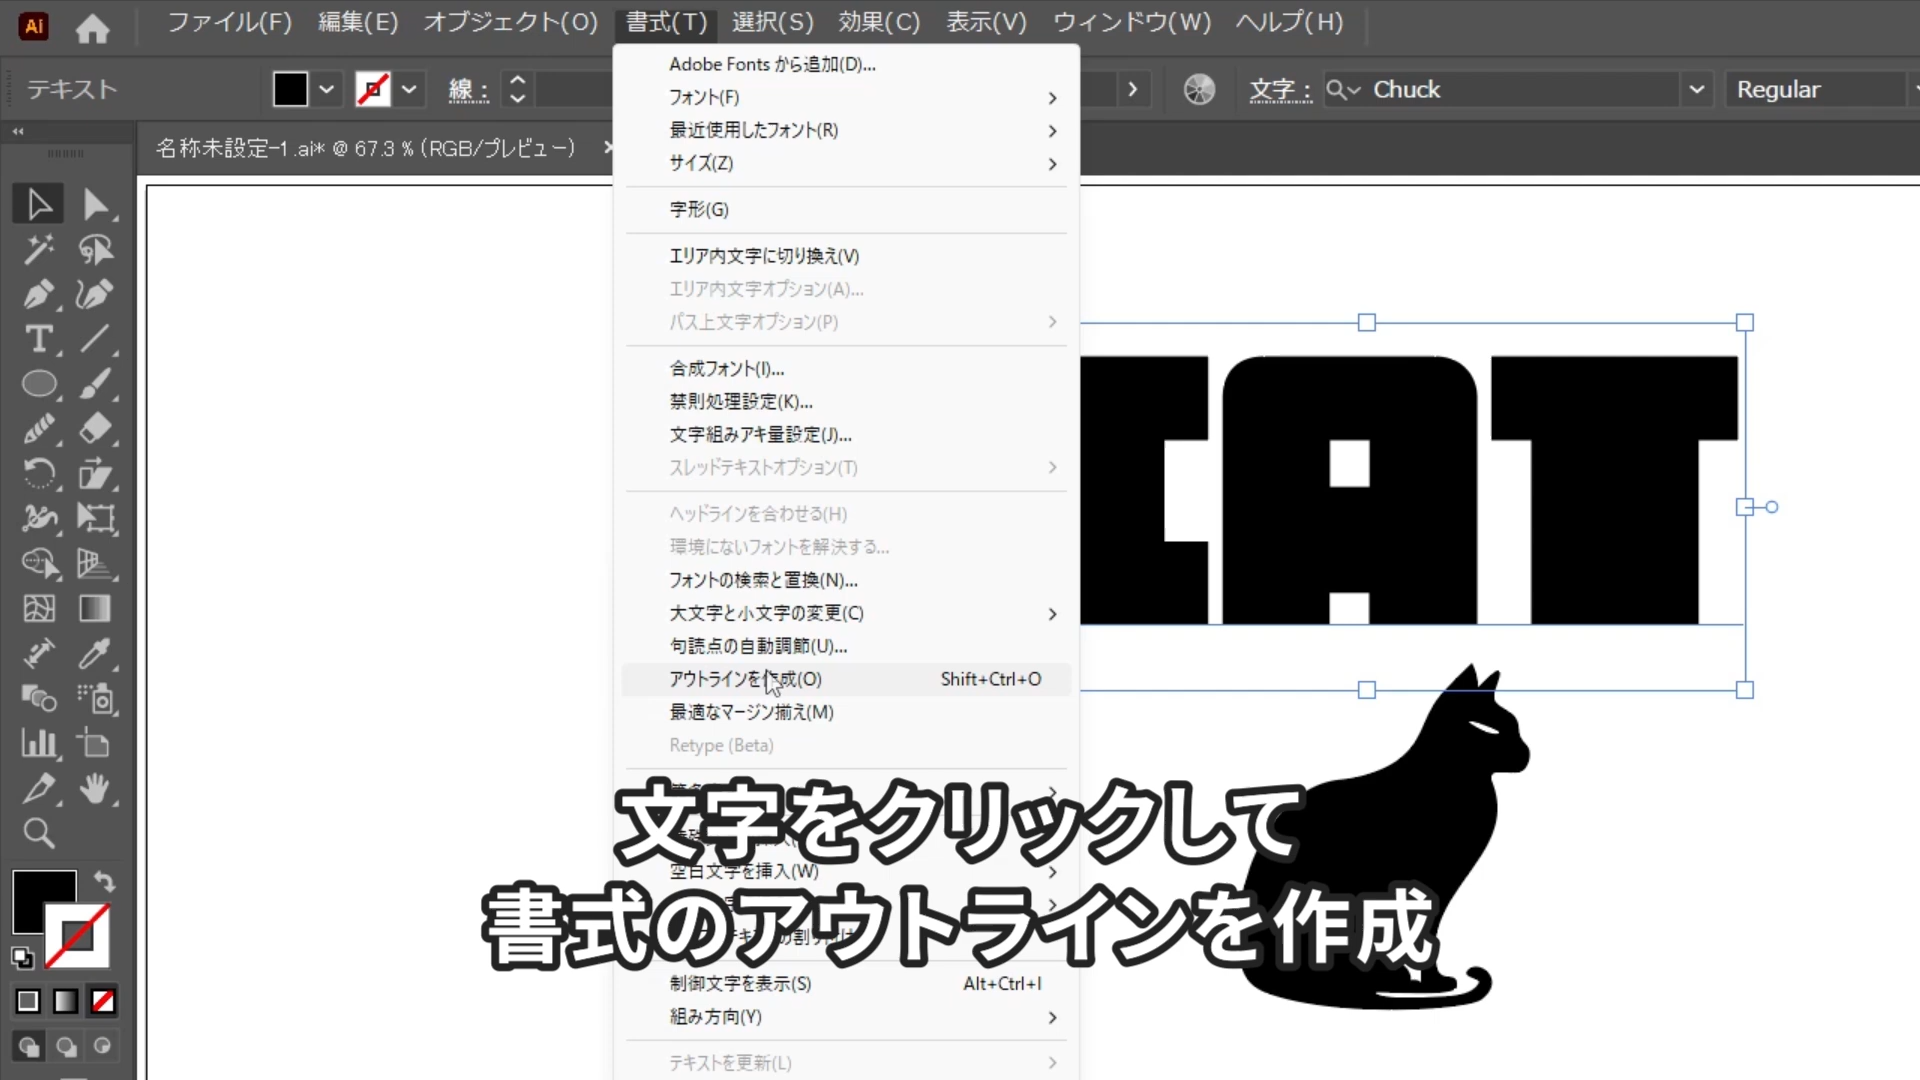 Ai
ファイル(F) 編集(E) オブジェクト(O) 書式(T) 選択(S) 効果(C) 表示(V) ウィンドウ(W) ヘルプ(H)
テキスト 線： 文字： Chuck Regular
名称未設定-1.ai* @ 67.3 % (RGB/プレビュー) ×
Adobe Fonts から追加(D)...
フォント(F)
最近使用したフォント(R)
サイズ(Z)
字形(G)
エリア内文字に切り換え(V)
エリア内文字オプション(A)...
パス上文字オプション(P)
合成フォント(I)...
禁則処理設定(K)...
文字組みアキ量設定(J)...
スレッドテキストオプション(T)
ヘッドラインを合わせる(H)
環境にないフォントを解決する...
フォントの検索と置換(N)...
大文字と小文字の変更(C)
句読点の自動調節(U)...
アウトラインを作成(O) Shift+Ctrl+O
最適なマージン揃え(M)
Retype (Beta)
空白文字を挿入(W)
制御文字を表示(S) Alt+Ctrl+I
組み方向(Y)
テキストを更新(L)
AT
文字をクリックして
書式のアウトラインを作成